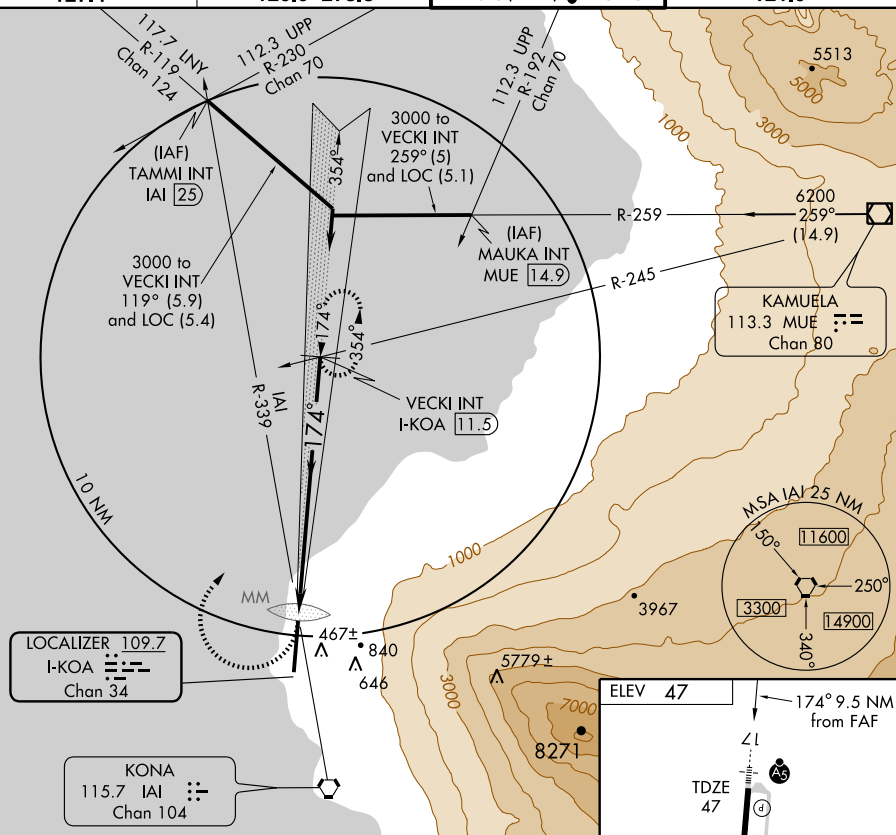 117.7 LNY
R-119
Chan 124
112.3 UPP
R-230
Chan 70
112.3 UPP
R-192
Chan 70
5513
5000
3000
1000
(IAF)
TAMMI INT
IAI 25
354°
3000 to
VECKI INT
259° (5)
and LOC (5.1)
R-259
6200
259°
(14.9)
(IAF)
MAUKA INT
MUE 14.9
R-245
3000 to
VECKI INT
119° (5.9)
and LOC (5.4)
KAMUELA
113.3 MUE
Chan 80
174°
354°
IAI
R-339
174°
VECKI INT
I-KOA 11.5
10 NM
1000
MSA IAI 25 NM
150°
11600
250°
3300
14900
340°
MM
3967
467±
840
646
LOCALIZER 109.7
I-KOA
Chan 34
3000
5779±
7000
8271
ELEV 47
174° 9.5 NM
from FAF
17
A5
TDZE
47
P
KONA
115.7 IAI
Chan 104